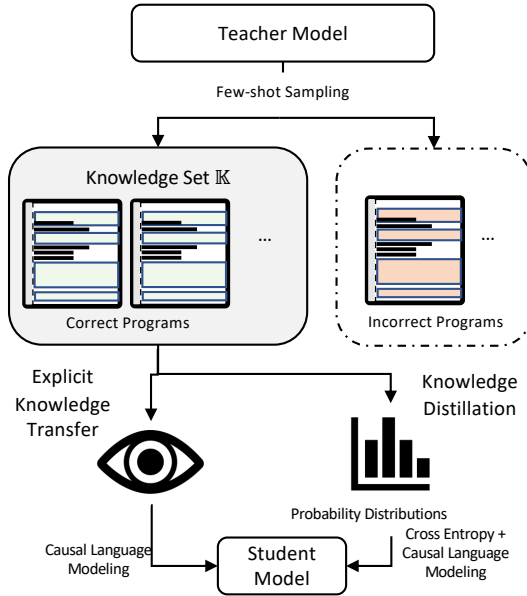 Teacher Model
Few-shot Sampling
Knowledge Set 𝕂
...
...
Correct Programs
Incorrect Programs
Explicit
Knowledge
Transfer
Knowledge
Distillation
Probability Distributions
Causal Language
Modeling
Student
Model
Cross Entropy +
Causal Language
Modeling